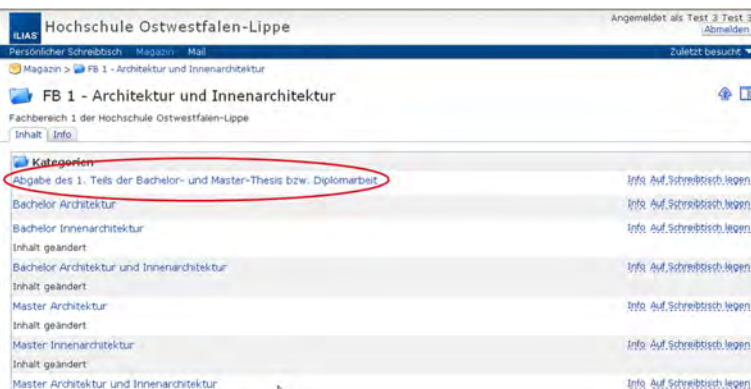 ILIAS Hochschule Ostwestfalen-Lippe
Angemeldet als Test 3 Test 3
Abmelden
Persönlicher Schreibtisch Magazin Mail Zuletzt besucht
Magazin > FB 1 - Architektur und Innenarchitektur
FB 1 - Architektur und Innenarchitektur
Fachbereich 1 der Hochschule Ostwestfalen-Lippe
Inhalt Info
Kategorien
Abgabe des 1. Teils der Bachelor- und Master-Thesis bzw. Diplomarbeit Info Auf Schreibtisch legen
Bachelor Architektur Info Auf Schreibtisch legen
Bachelor Innenarchitektur Info Auf Schreibtisch legen
Inhalt geändert
Bachelor Architektur und Innenarchitektur Info Auf Schreibtisch legen
Inhalt geändert
Master Architektur Info Auf Schreibtisch legen
Inhalt geändert
Master Innenarchitektur Info Auf Schreibtisch legen
Inhalt geändert
Master Architektur und Innenarchitektur Info Auf Schreibtisch legen